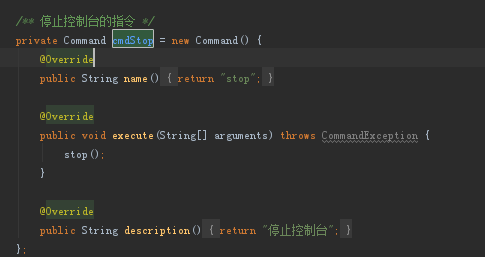 /** 停止控制台的指令 */
private Command cmdStop = new Command() {
@Override
public String name() { return "stop"; }
@Override
public void execute(String[] arguments) throws CommandException {
stop();
}
@Override
public String description() { return "停止控制台"; }
};